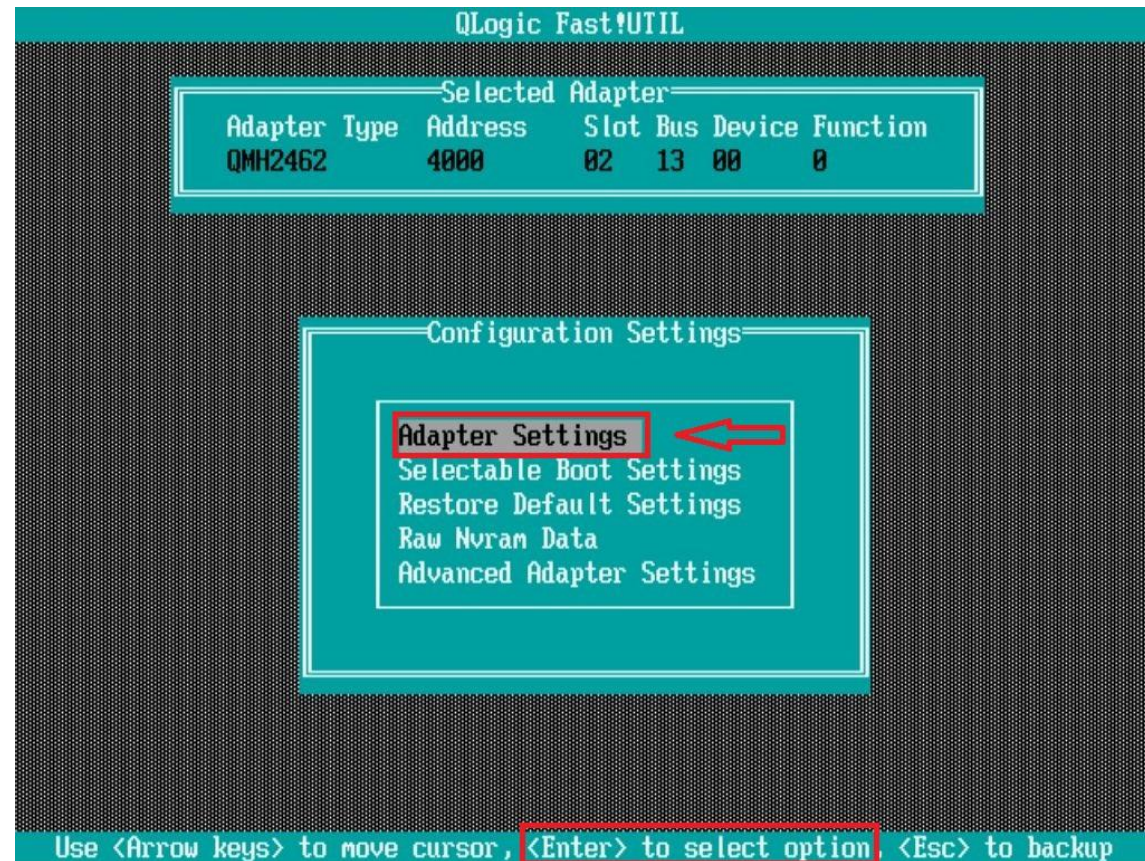 QLogic Fast!UTIL
Selected Adapter
Adapter Type Address Slot Bus Device Function
QMH2462 4000 02 13 00 0
Configuration Settings
Adapter Settings
Selectable Boot Settings
Restore Default Settings
Raw Nvram Data
Advanced Adapter Settings
Use <Arrow keys> to move cursor, <Enter> to select option, <Esc> to backup